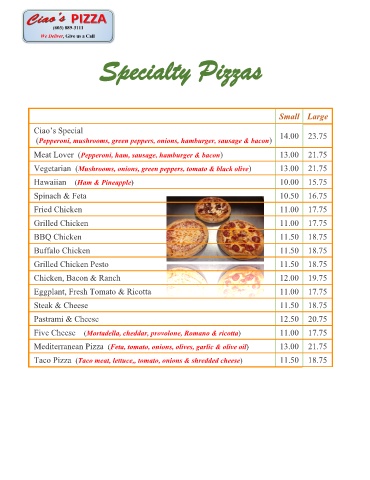 Ciao's PIZZA
(603) 889-3111
We Deliver, Give us a Call
Specialty Pizzas
Small Large
Ciao's Special
(Pepperoni, mushrooms, green peppers, onions, hamburger, sausage & bacon) 14.00 23.75
Meat Lover (Pepperoni, ham, sausage, hamburger & bacon) 13.00 21.75
Vegetarian (Mushrooms, onions, green peppers, tomato & black olive) 13.00 21.75
Hawaiian (Ham & Pineapple) 10.00 15.75
Spinach & Feta 10.50 16.75
Fried Chicken 11.00 17.75
Grilled Chicken 11.00 17.75
BBQ Chicken 11.50 18.75
Buffalo Chicken 11.50 18.75
Grilled Chicken Pesto 11.50 18.75
Chicken, Bacon & Ranch 12.00 19.75
Eggplant, Fresh Tomato & Ricotta 11.00 17.75
Steak & Cheese 11.50 18.75
Pastrami & Cheese 12.50 20.75
Five Cheese (Mortadella, cheddar, provolone, Romano & ricotta) 11.00 17.75
Mediterranean Pizza (Feta, tomato, onions, olives, garlic & olive oil) 13.00 21.75
Taco Pizza (Taco meat, lettuce,, tomato, onions & shredded cheese) 11.50 18.75